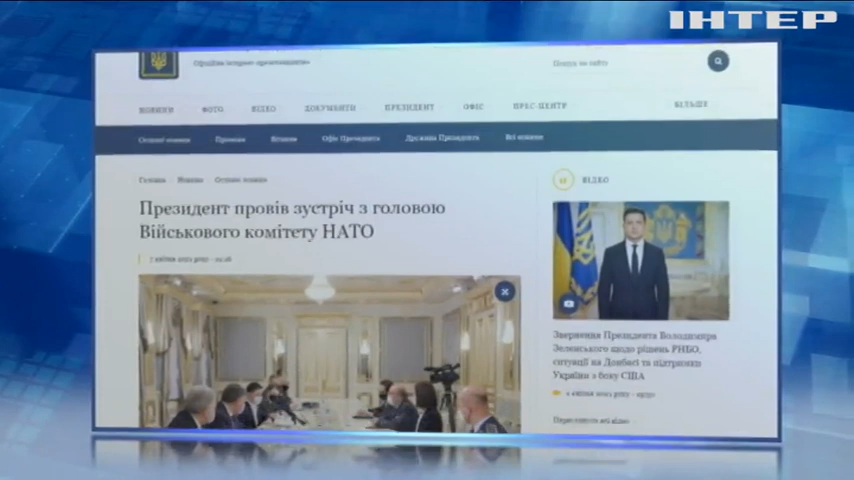 ІНТЕР
Офіційне інтернет-представництво
Пошук по сайту
НОВИНИ ФОТО ВІДЕО ДОКУМЕНТИ ПРЕЗИДЕНТ ОФІС ПРЕС-ЦЕНТР БІЛЬШЕ
Останні новини Промови Вітання Офіс Президента Дружина Президента Всі новини
Головна Новини Останні новини
Президент провів зустріч з головою
Військового комітету НАТО
ВІДЕО
Звернення Президента Володимира
Зеленського щодо рішень РНБО,
ситуації на Донбасі та підтримки
України з боку США
Переглянути всі відео